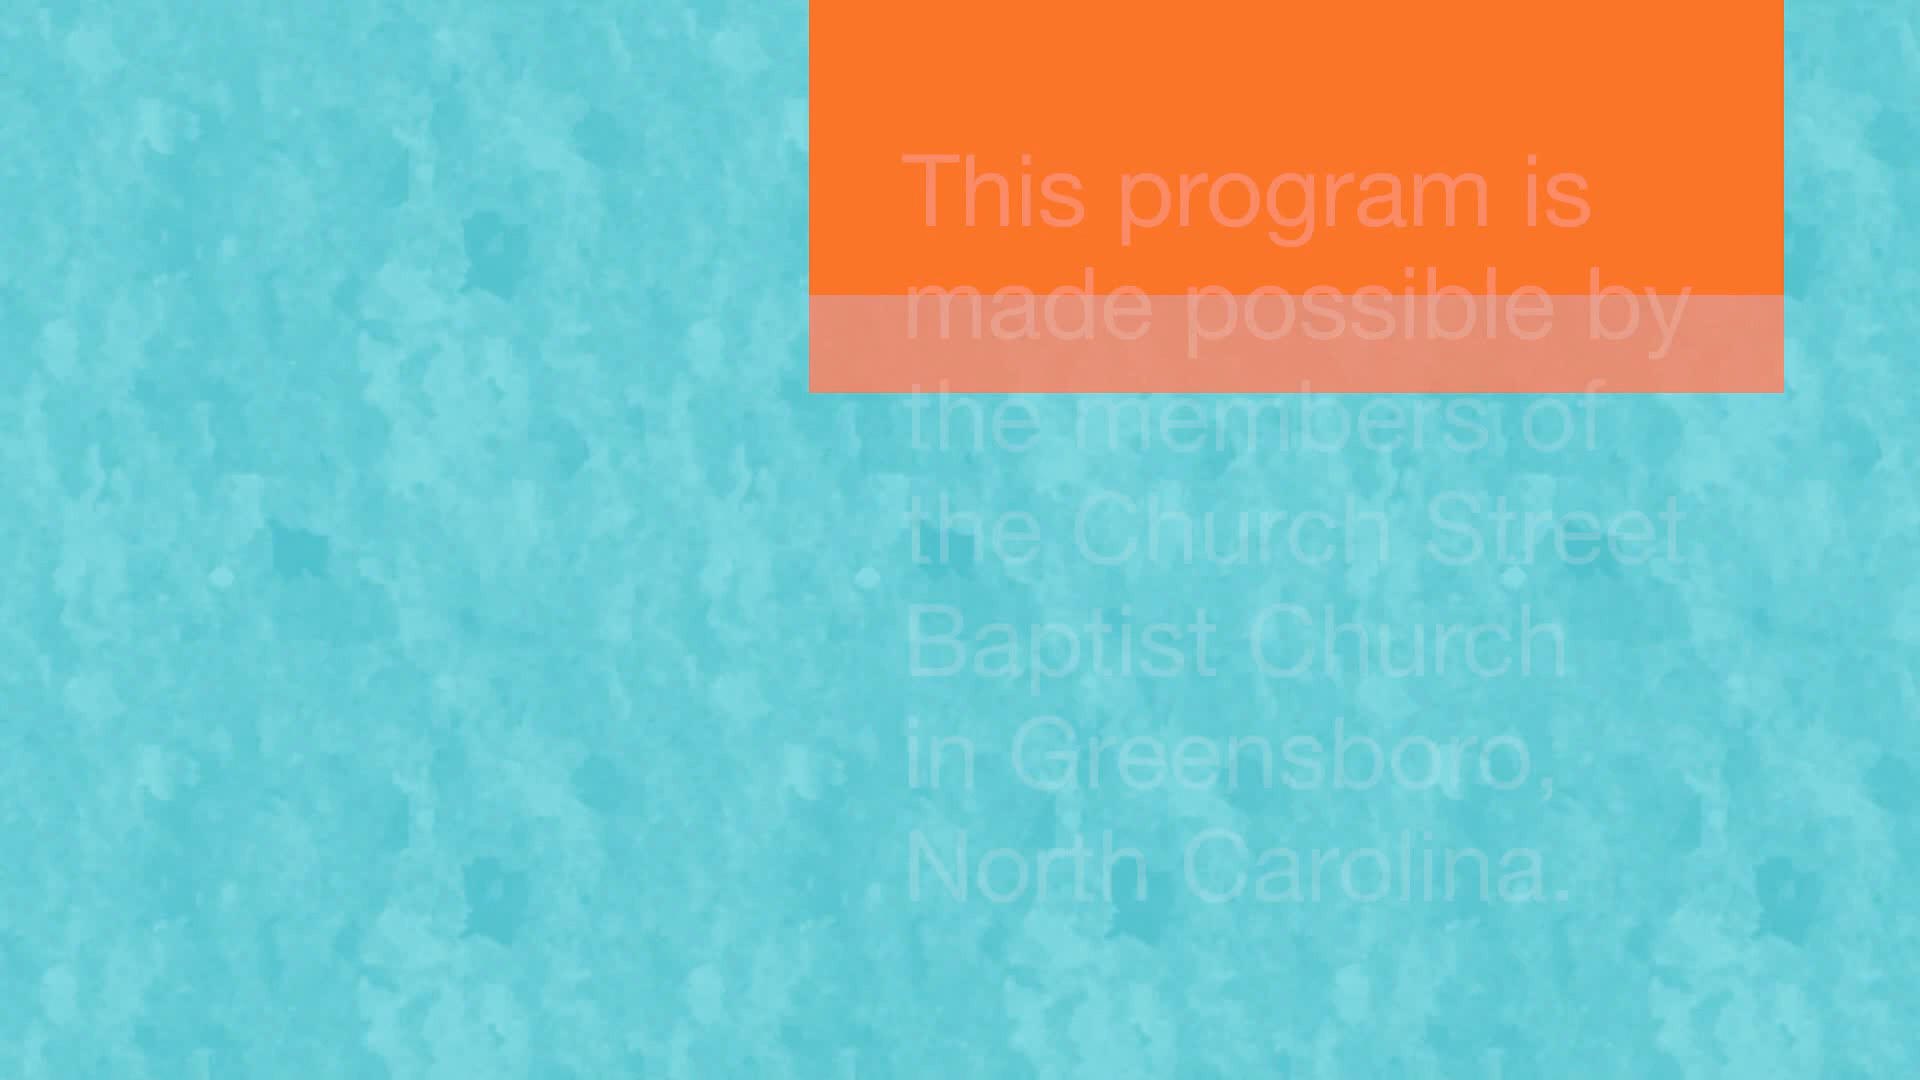 This program is
made possible by
the members of
the Church Street
Baptist Church
in Greensboro,
North Carolina.